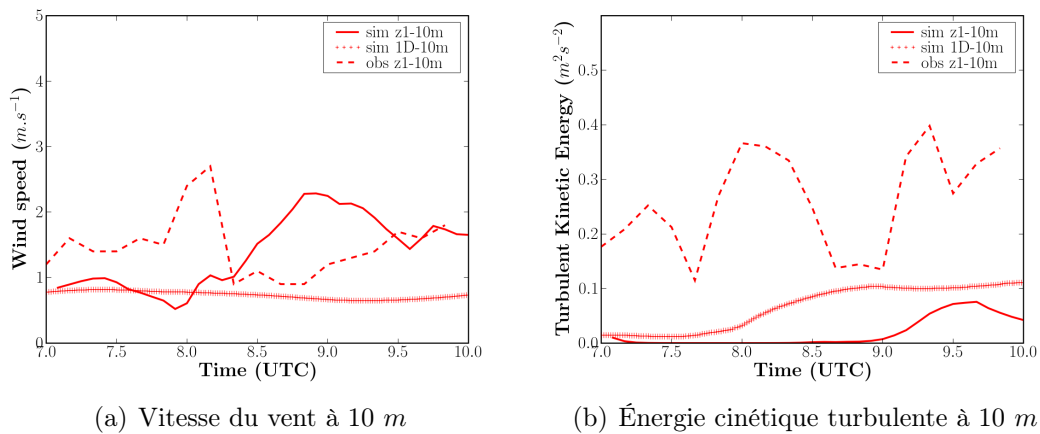 5
4
3
2
1
0
7.0 7.5 8.0 8.5 9.0 9.5 10.0
Wind speed (m.s⁻¹)
Time (UTC)
sim z1-10m
sim 1D-10m
obs z1-10m
(a) Vitesse du vent à 10 m
0.5
0.4
0.3
0.2
0.1
0.0
7.0 7.5 8.0 8.5 9.0 9.5 10.0
Turbulent Kinetic Energy (m²s⁻²)
Time (UTC)
sim z1-10m
sim 1D-10m
obs z1-10m
(b) Énergie cinétique turbulente à 10 m